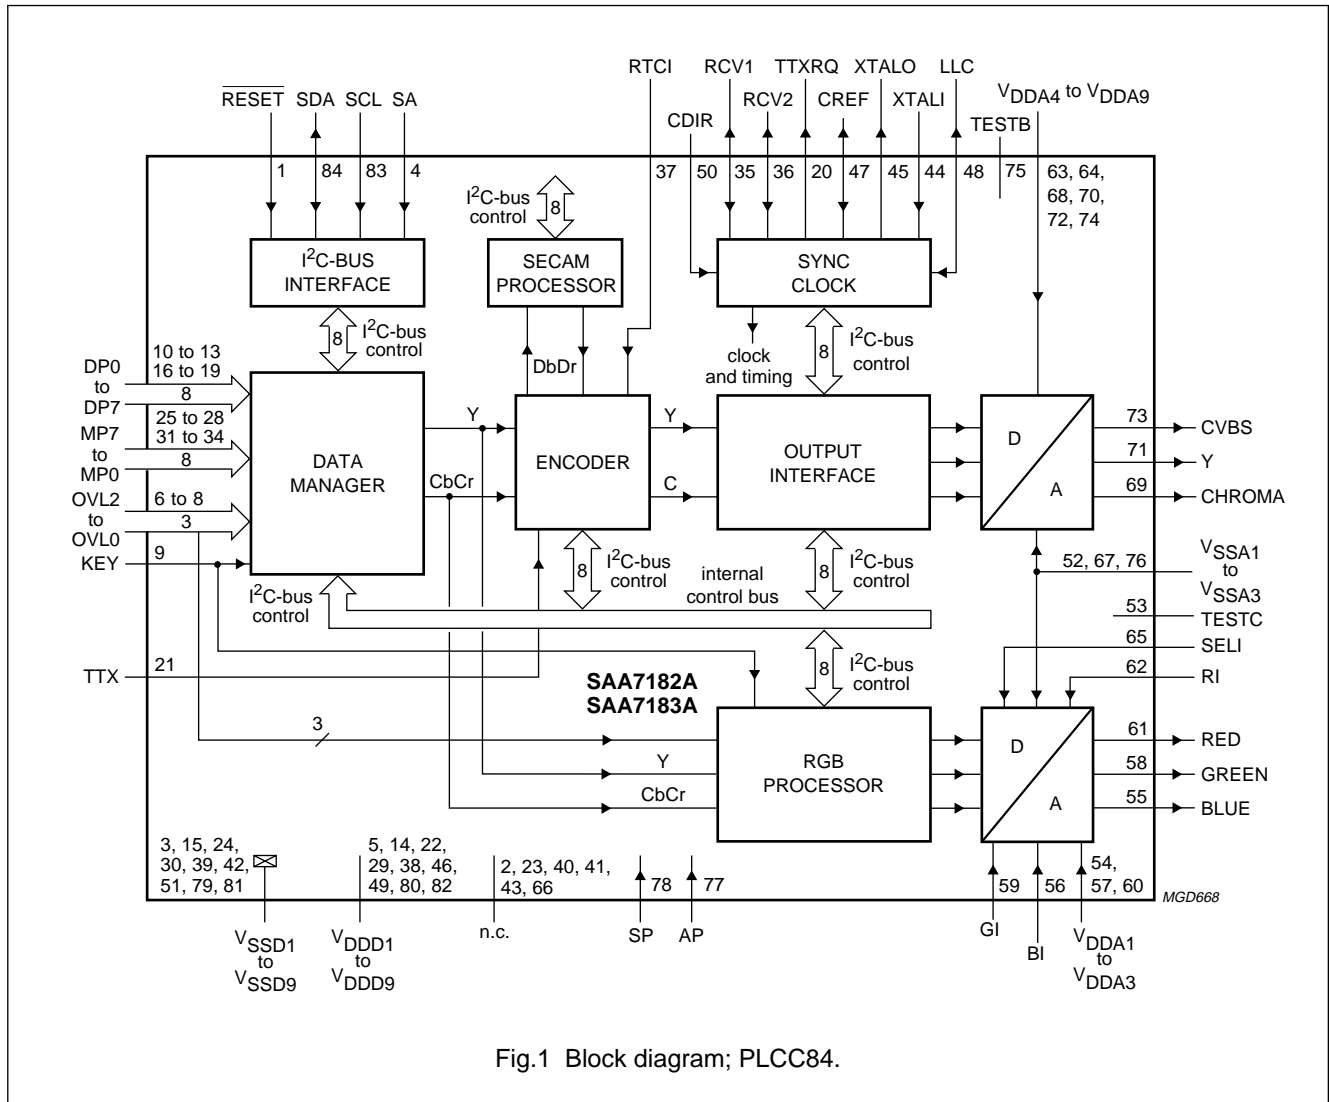 RTCI RCV1 TTXRQ XTALO LLC
RESET SDA SCL SA
RCV2 CREF XTALI
VDDA4 to VDDA9
CDIR
TESTB
1 84 83 4
37 50 35 36 20 47 45 44 48 75
63, 64,
68, 70,
72, 74
I2C-bus
control
8
I2C-BUS
INTERFACE
SECAM
PROCESSOR
SYNC
CLOCK
8
I2C-bus
control
DbDr
clock
and timing
8
I2C-bus
control
DP0
to
DP7
10 to 13
16 to 19
8
MP7
to
MP0
25 to 28
31 to 34
8
OVL2
to
OVL0
6 to 8
3
KEY
9
DATA
MANAGER
Y
CbCr
ENCODER
Y
C
OUTPUT
INTERFACE
D
A
73
CVBS
71
Y
69
CHROMA
I2C-bus
control
8
I2C-bus
control
internal
control bus
8
I2C-bus
control
52, 67, 76
VSSA1
to
VSSA3
53
TESTC
65
SELI
62
RI
TTX
21
SAA7182A
SAA7183A
8
I2C-bus
control
3
Y
CbCr
RGB
PROCESSOR
D
A
61
RED
58
GREEN
55
BLUE
3, 15, 24,
30, 39, 42,
51, 79, 81
5, 14, 22,
29, 38, 46,
49, 80, 82
2, 23, 40, 41,
43, 66
78
77
59
56
54,
57, 60
MGD668
VSSD1
to
VSSD9
VDDD1
to
VDDD9
n.c.
SP
AP
GI
BI
VDDA1
to
VDDA3
Fig.1 Block diagram; PLCC84.